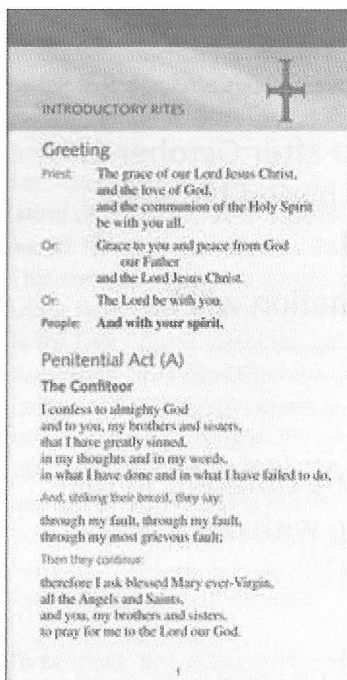 INTRODUCTORY RITES
Greeting
Priest: The grace of our Lord Jesus Christ,
and the love of God,
and the communion of the Holy Spirit
be with you all.
Or: Grace to you and peace from God
our Father
and the Lord Jesus Christ.
Or: The Lord be with you.
People: And with your spirit.
Penitential Act (A)
The Confiteor
I confess to almighty God
and to you, my brothers and sisters,
that I have greatly sinned,
in my thoughts and in my words,
in what I have done and in what I have failed to do,
And, striking their breast, they say:
through my fault, through my fault,
through my most grievous fault;
Then they continue:
therefore I ask blessed Mary ever-Virgin,
all the Angels and Saints,
and you, my brothers and sisters,
to pray for me to the Lord our God.
1